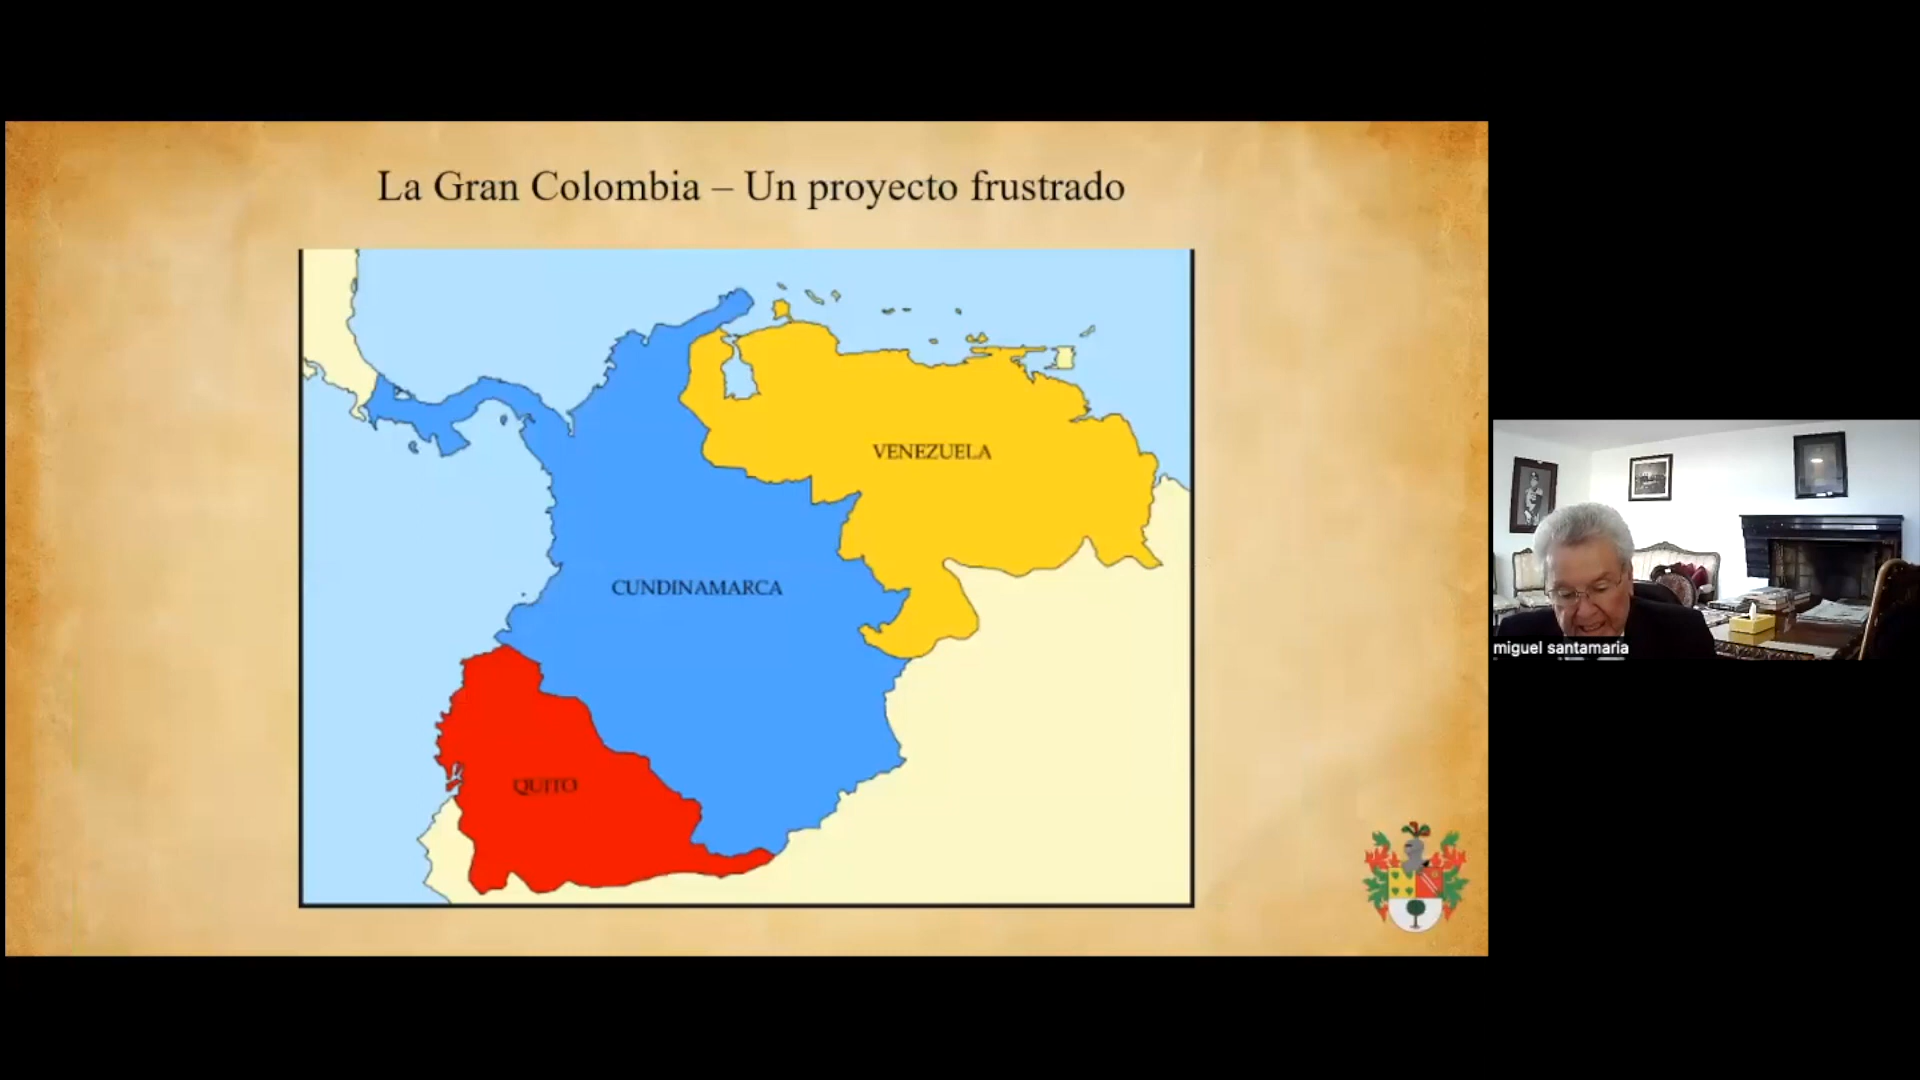 La Gran Colombia – Un proyecto frustrado
VENEZUELA
CUNDINAMARCA
miguel santamaria
QUITO